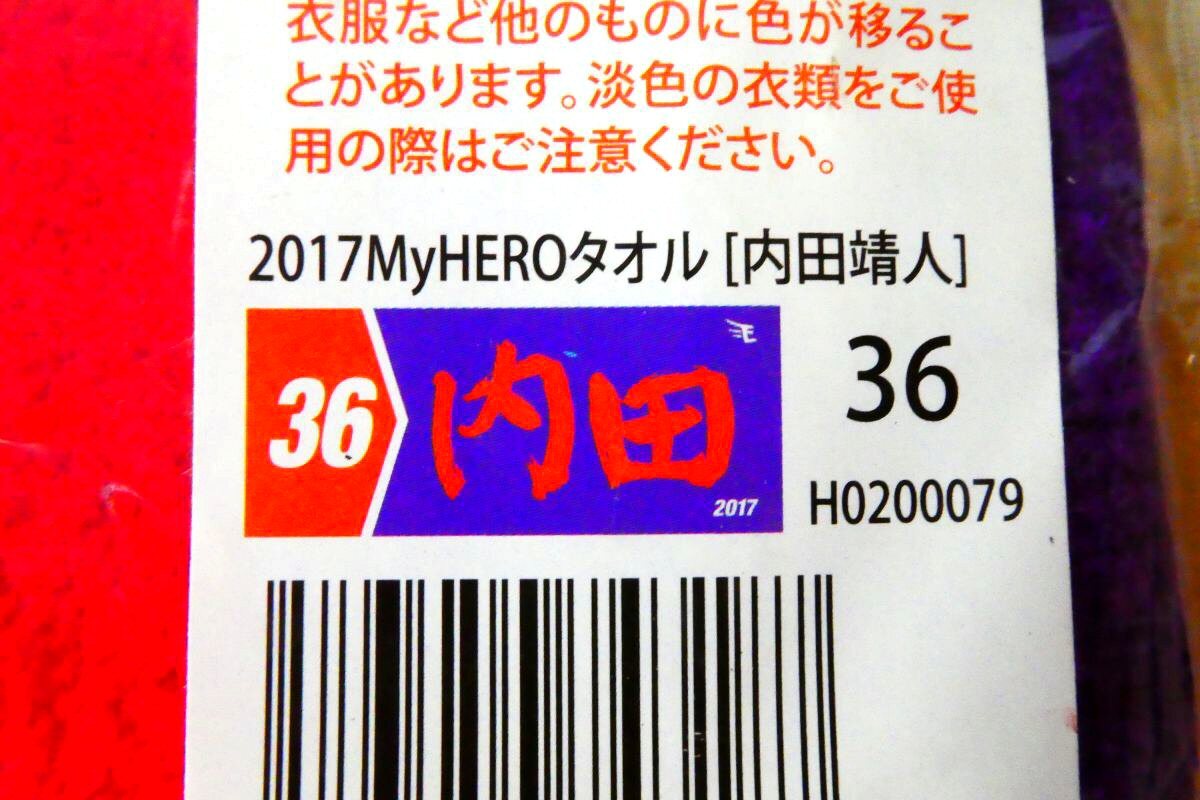 衣服など他のものに色が移るこ
とがあります。淡色の衣類をご使
用の際はご注意ください。
2017MyHEROタオル [内田靖人]
36
内田
E
2017
36
H0200079